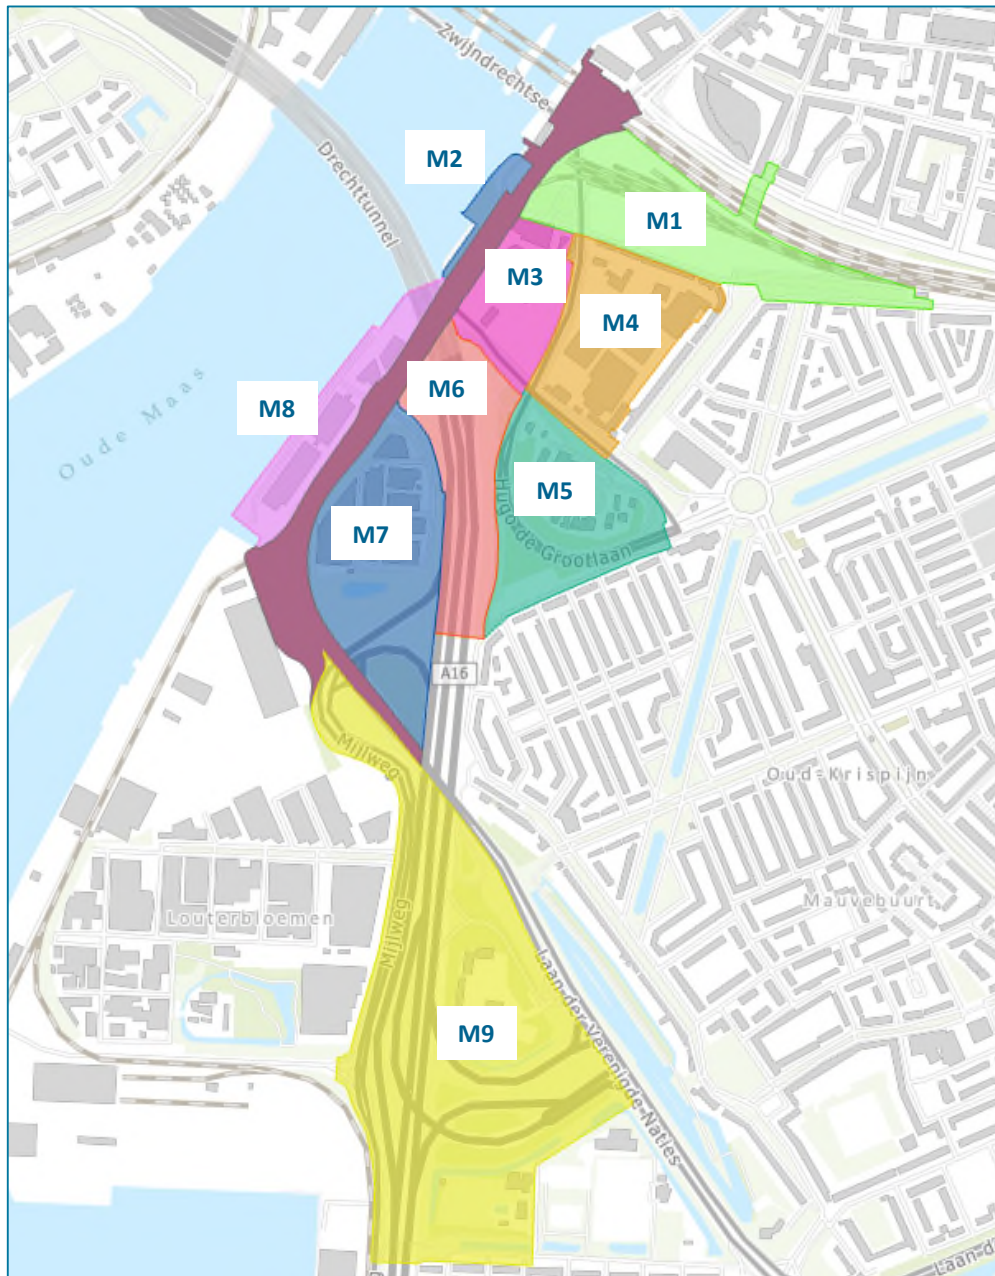 Zwijndrechtse
Drechttunnel
M2
M1
M3
M4
M6
M8
Oude Maas
M5
Hugo-de-Grootlaan
M7
A16
Mijlweg
Oud-Krispijn
Mauvebuurt
Louterbloemen
Mijlweg
Laan-der-Verenigde-Naties
M9
Laan-d